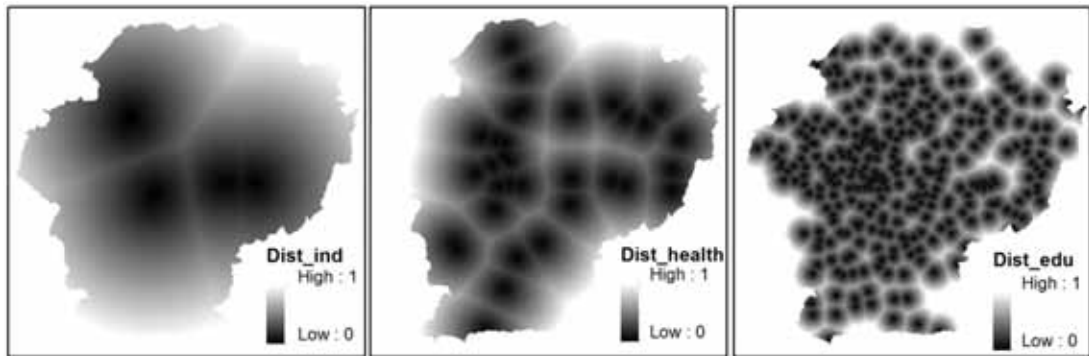 Dist_ind
High : 1
Low : 0
Dist_health
High : 1
Low : 0
Dist_edu
High : 1
Low : 0